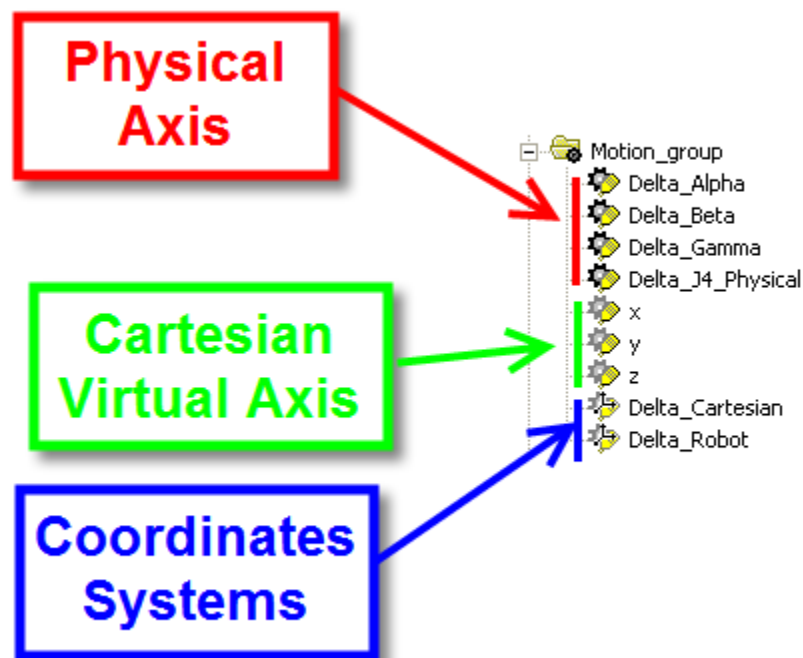 Physical
Axis
Cartesian
Virtual Axis
Coordinates
Systems
Motion_group
Delta_Alpha
Delta_Beta
Delta_Gamma
Delta_J4_Physical
x
y
z
Delta_Cartesian
Delta_Robot